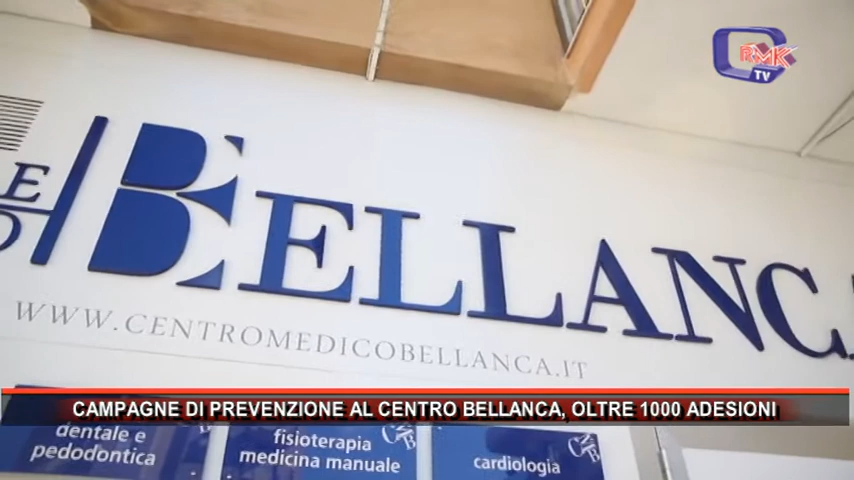 RMK
TV
BELLANCA
WWW.CENTROMEDICOBELLANCA.IT
CAMPAGNE DI PREVENZIONE AL CENTRO BELLANCA, OLTRE 1000 ADESIONI
dentale e
pedodontica
fisioterapia
medicina manuale
cardiologia